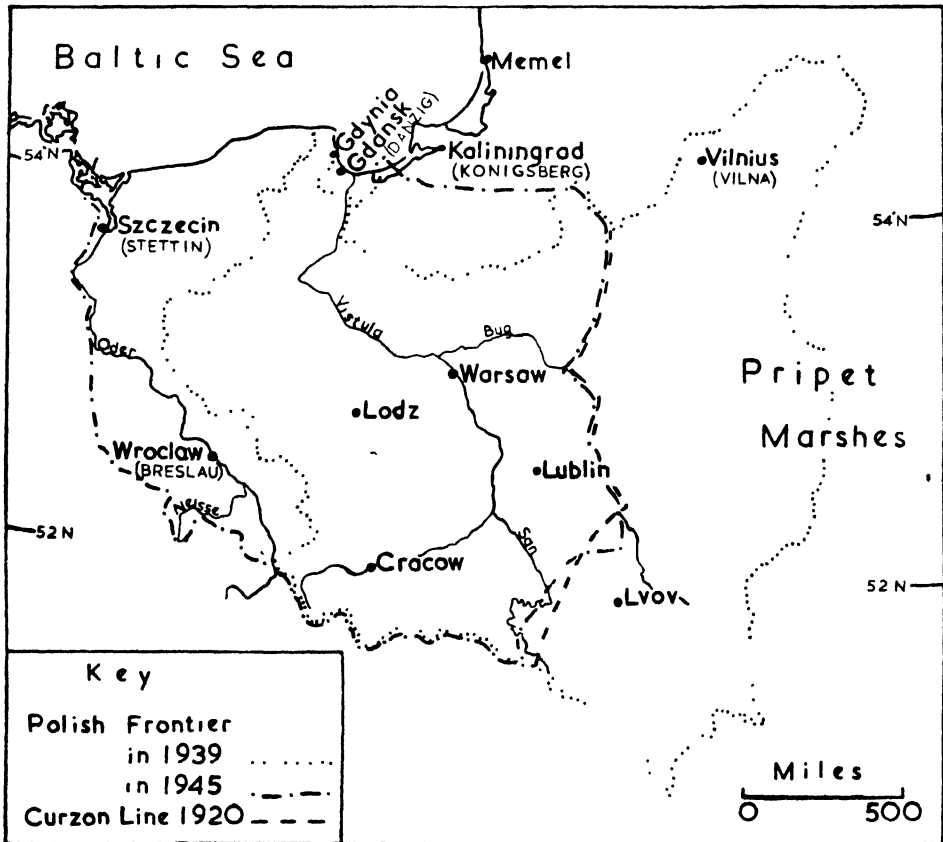 Baltic Sea
Memel
Gdynia
Gdańsk
(DANZIG)
54°N
Kaliningrad
(KONIGSBERG)
Vilnius
(VILNA)
54°N
Szczecin
(STETTIN)
Vistula
Bug
Oder
Warsaw
Pripet
Marshes
Lodz
Wroclaw
(BRESLAU)
Lublin
Neisse
52 N
San
Cracow
52 N
Lvov
Key
Polish Frontier
in 1939
in 1945
Curzon Line 1920
Miles
0 500